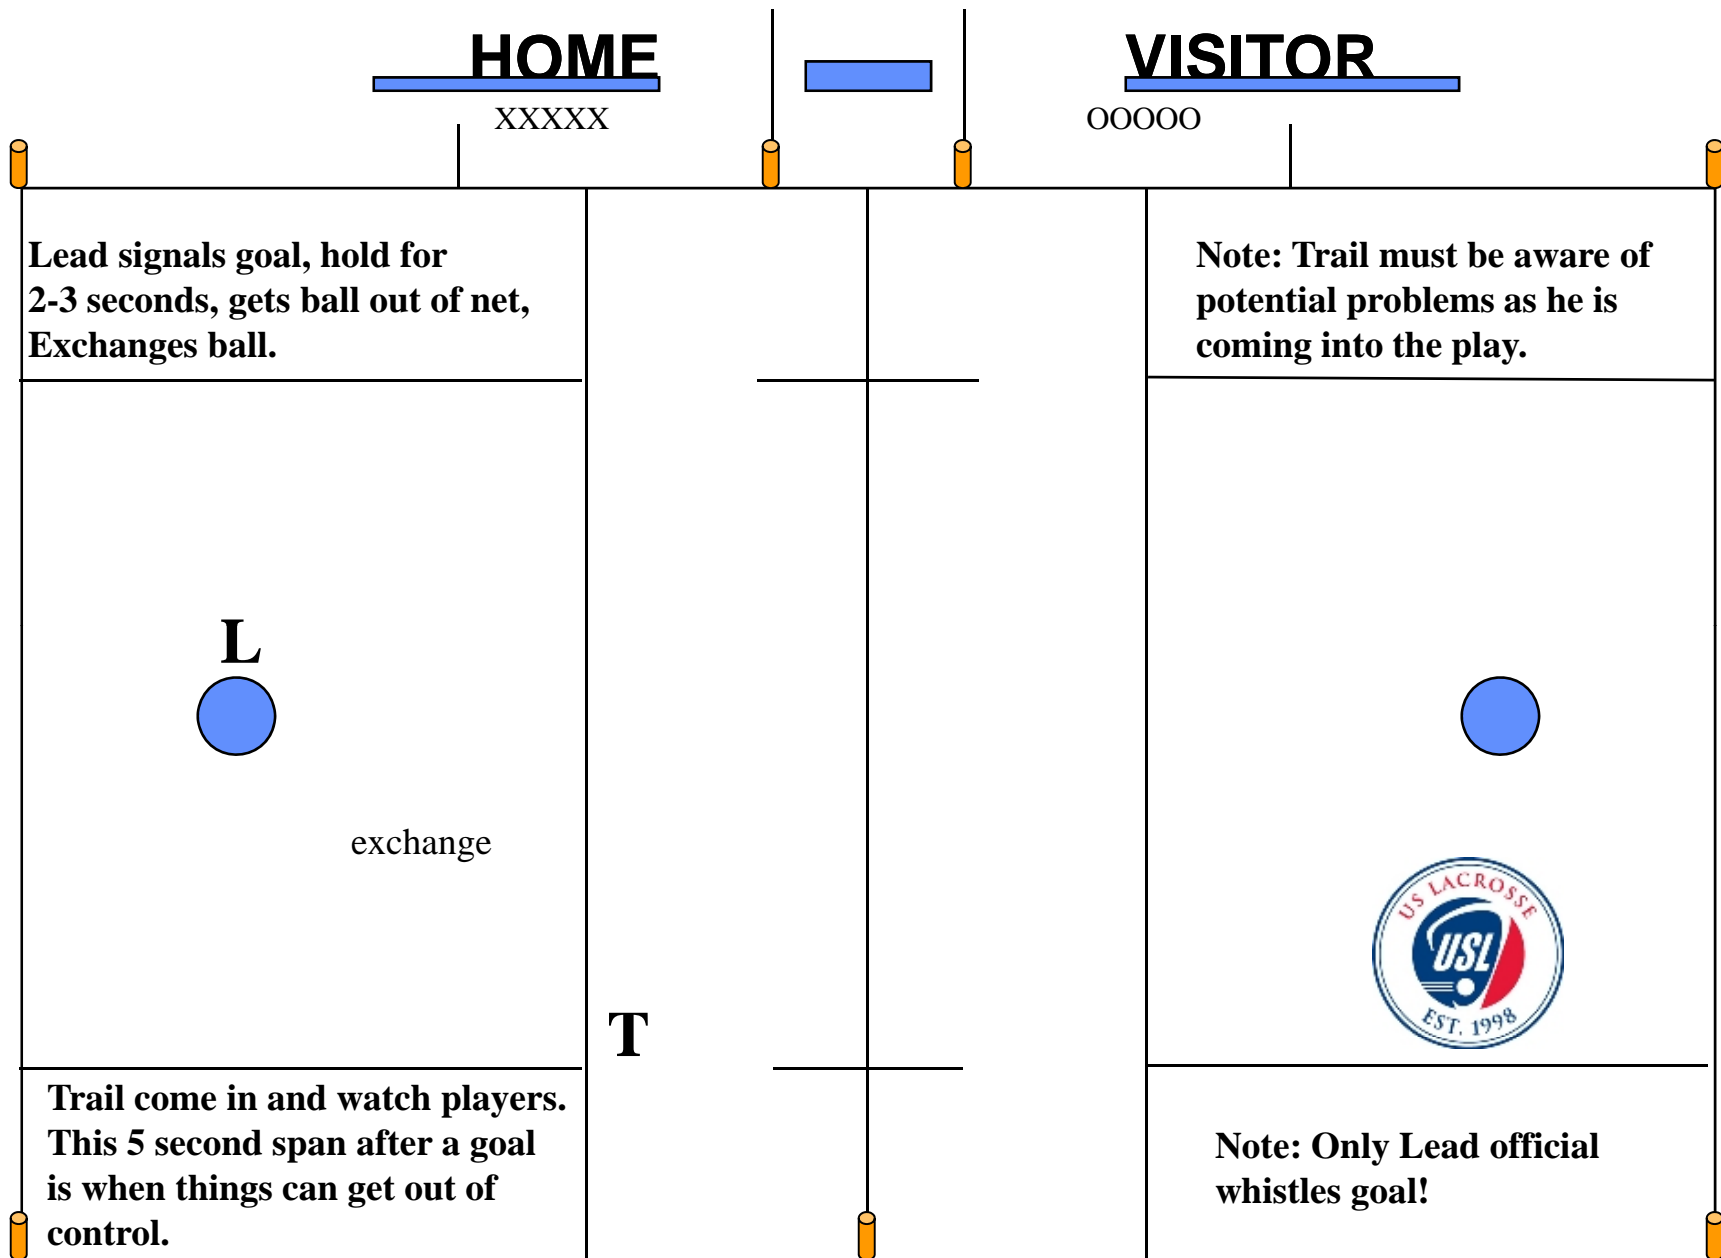 HOME
VISITOR
XXXXX
OOOOO
Lead signals goal, hold for
2-3 seconds, gets ball out of net,
Exchanges ball.
Note: Trail must be aware of
potential problems as he is
coming into the play.
L
exchange
US LACROSSE
USL
EST. 1998
T
Trail come in and watch players.
This 5 second span after a goal
is when things can get out of
control.
Note: Only Lead official
whistles goal!